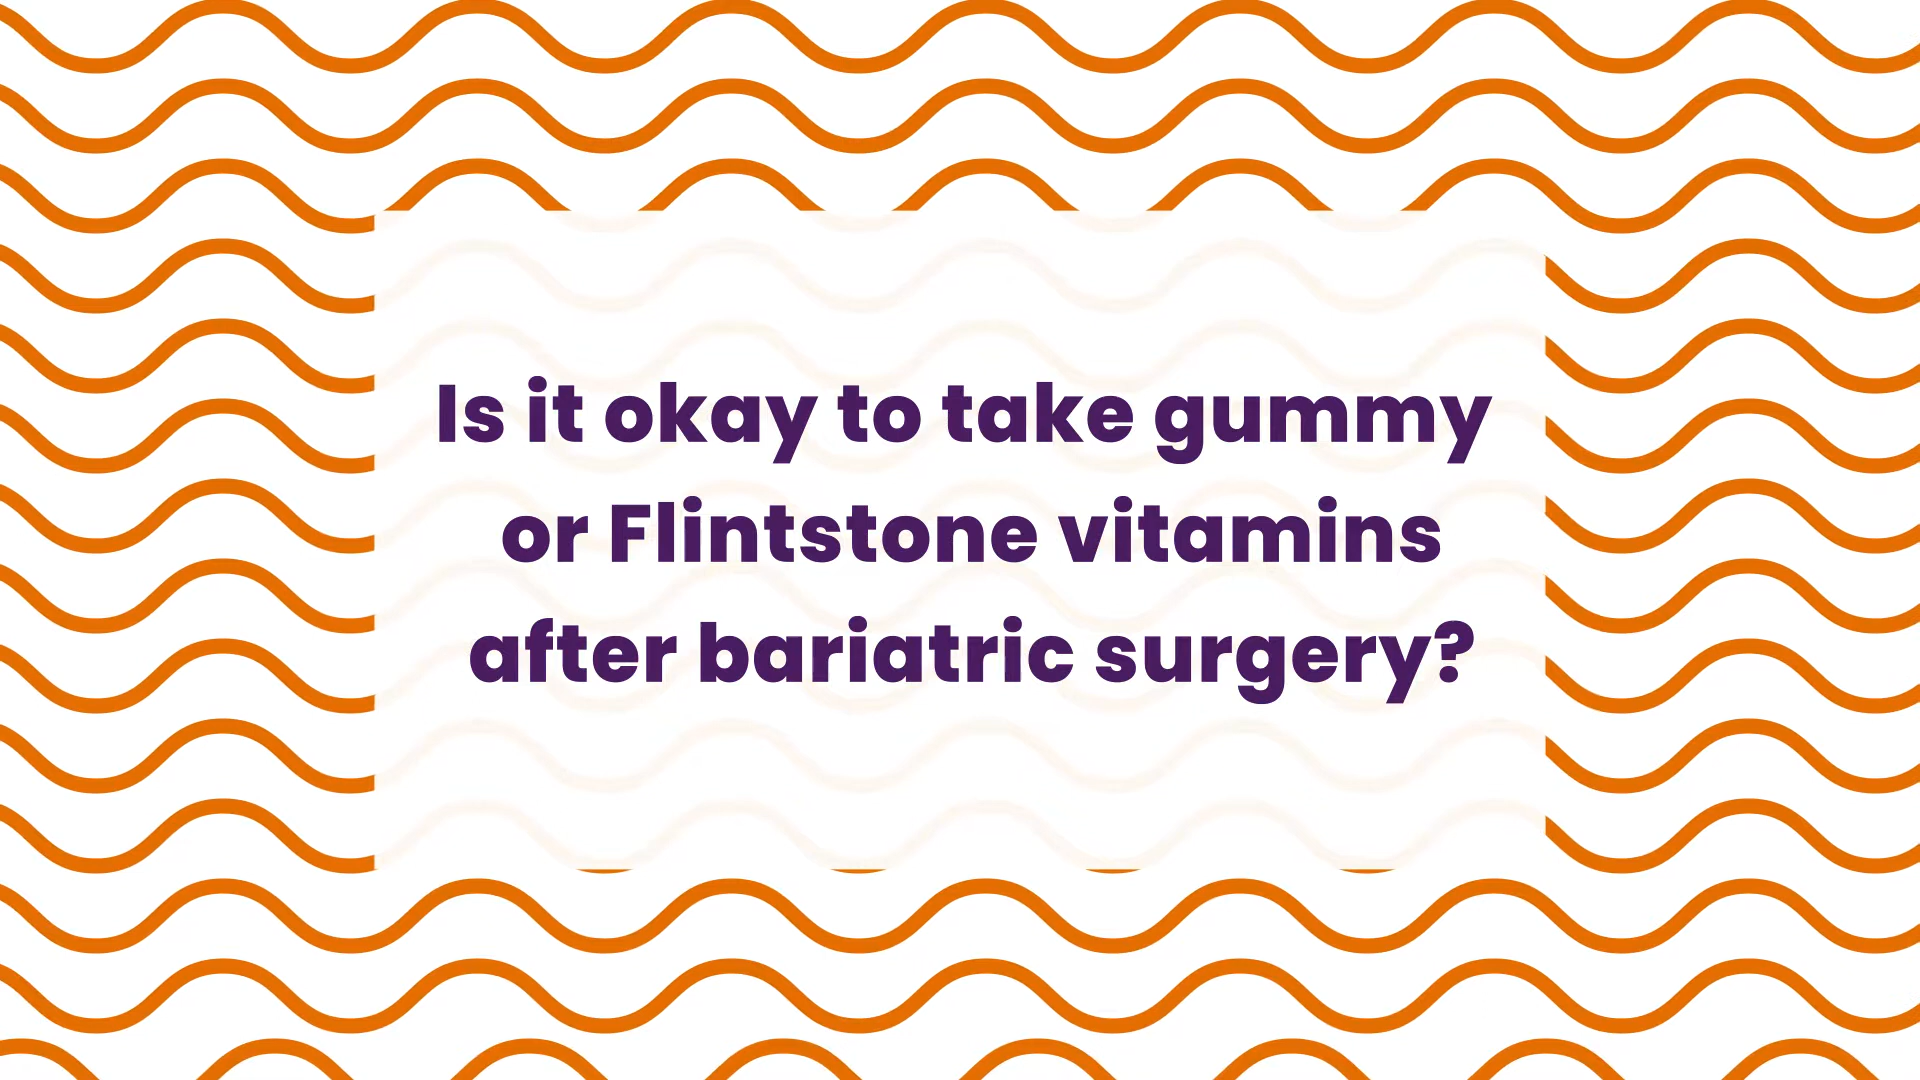 Is it okay to take gummy
or Flintstone vitamins
after bariatric surgery?